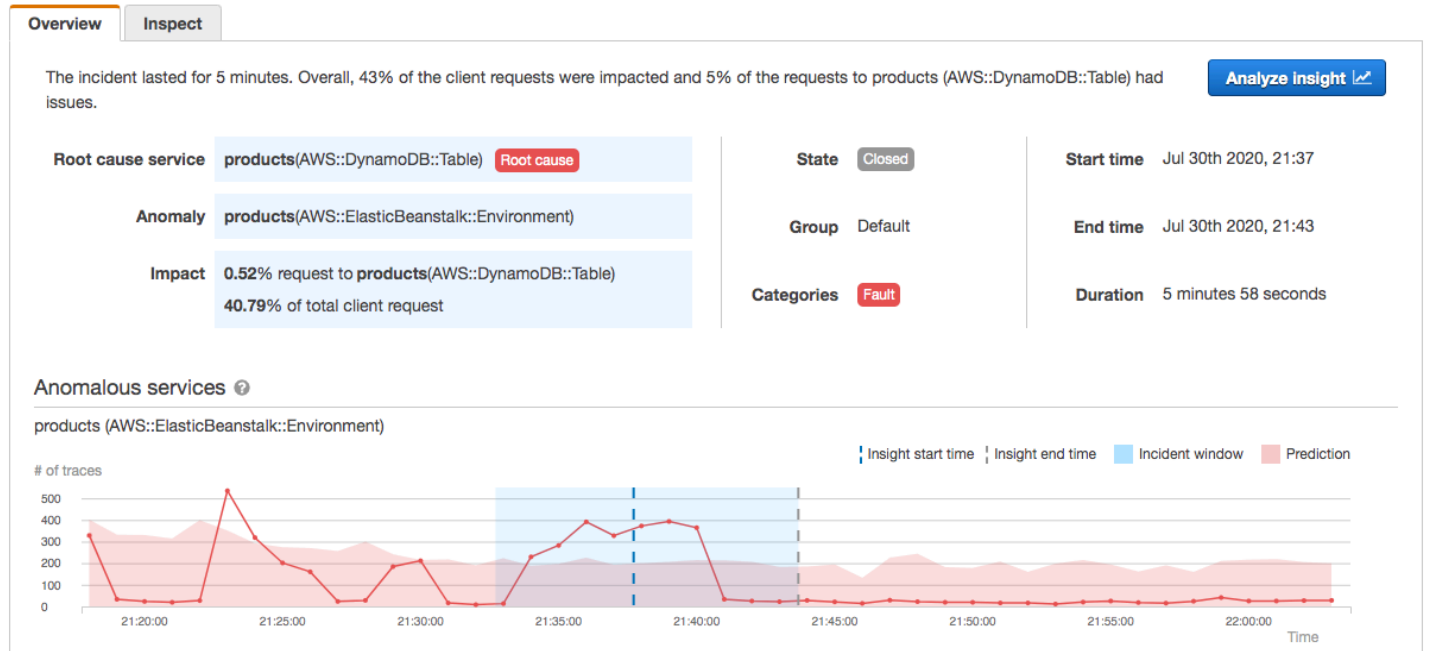 Overview Inspect
The incident lasted for 5 minutes. Overall, 43% of the client requests were impacted and 5% of the requests to products (AWS::DynamoDB::Table) had
issues.
Analyze insight
Root cause service products(AWS::DynamoDB::Table) Root cause
Anomaly products(AWS::ElasticBeanstalk::Environment)
Impact 0.52% request to products(AWS::DynamoDB::Table)
40.79% of total client request
State Closed
Group Default
Categories Fault
Start time Jul 30th 2020, 21:37
End time Jul 30th 2020, 21:43
Duration 5 minutes 58 seconds
Anomalous services ?
products (AWS::ElasticBeanstalk::Environment)
Insight start time Insight end time Incident window Prediction
# of traces
500
400
300
200
100
0
21:20:00 21:25:00 21:30:00 21:35:00 21:40:00 21:45:00 21:50:00 21:55:00 22:00:00
Time